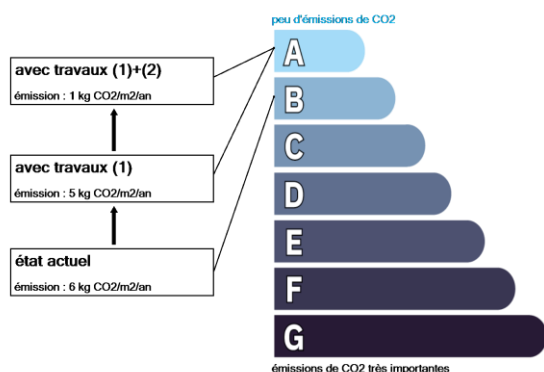 peu d'émissions de CO2
A
avec travaux (1)+(2)
émission : 1 kg CO2/m2/an
B
C
avec travaux (1)
émission : 5 kg CO2/m2/an
D
E
état actuel
émission : 6 kg CO2/m2/an
F
G
émissions de CO2 très importantes